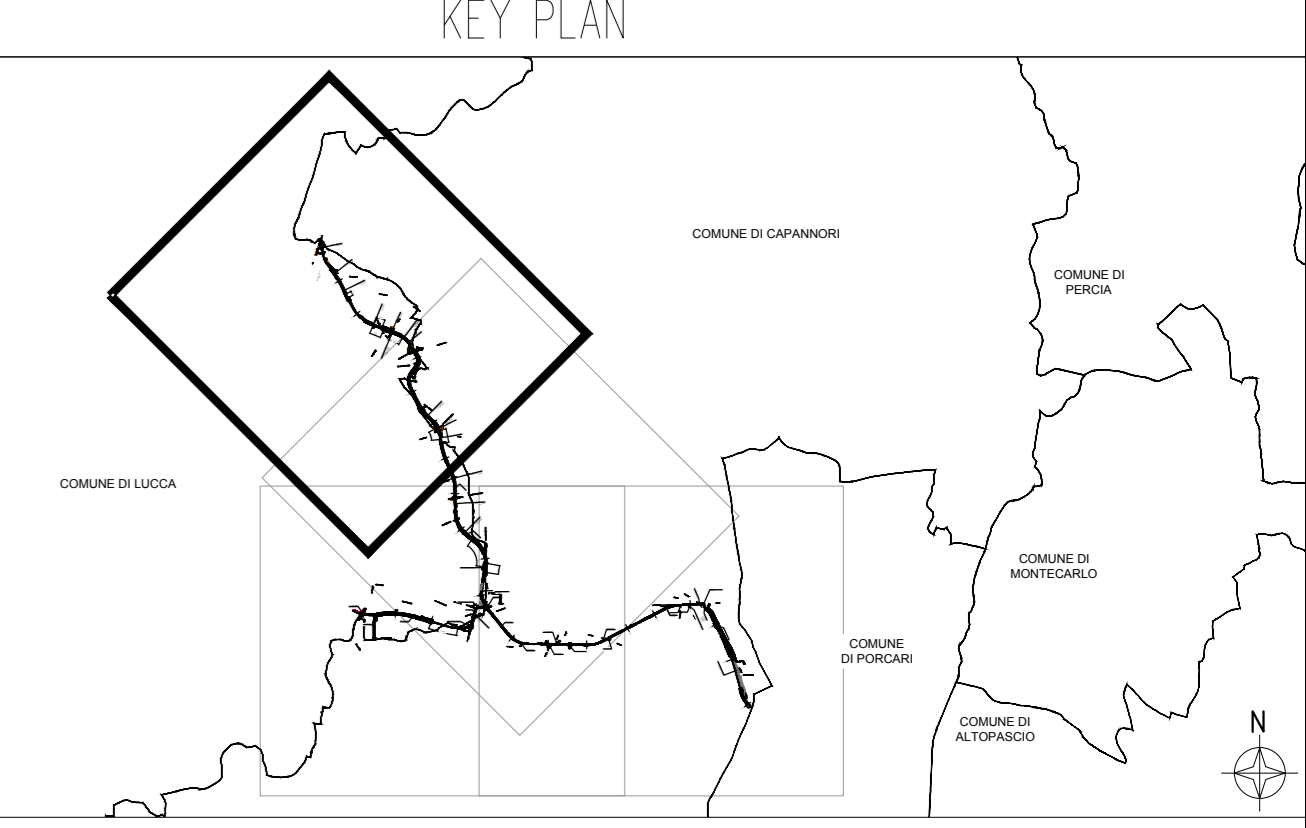 KEY PLAN
COMUNE DI CAPANNORI
COMUNE DI
PERCIA
COMUNE DI LUCCA
COMUNE DI
MONTECARLO
COMUNE
DI PORCARI
COMUNE DI
ALTOPASCIO
N